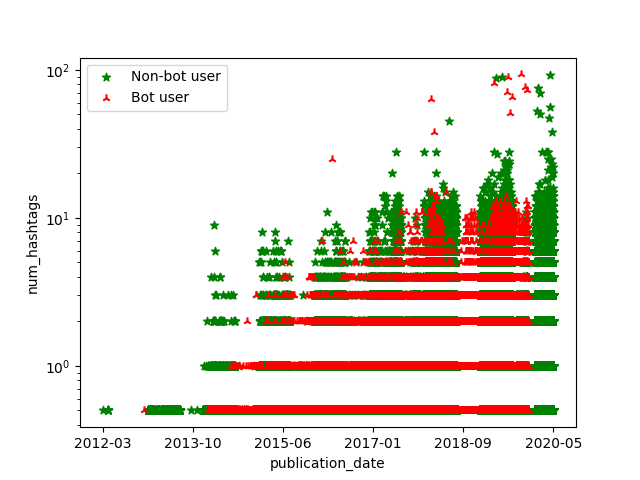 Non-bot user
Bot user
num_hashtags
10²
10¹
10⁰
2012-03 2013-10 2015-06 2017-01 2018-09 2020-05
publication_date